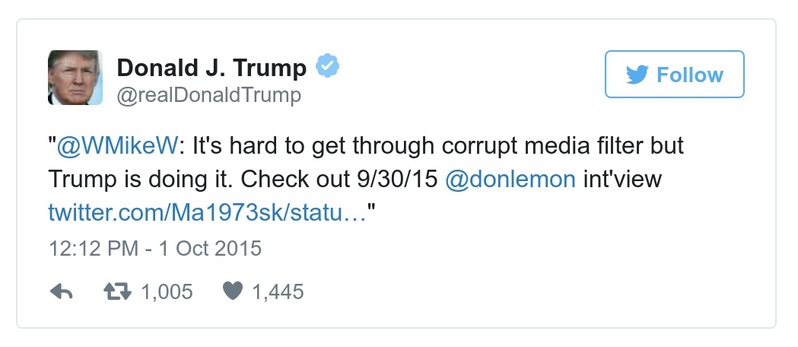 Donald J. Trump
@realDonaldTrump
Follow
"@WMikeW: It's hard to get through corrupt media filter but
Trump is doing it. Check out 9/30/15 @donlemon int'view
twitter.com/Ma1973sk/statu…"
12:12 PM - 1 Oct 2015
1,005 1,445